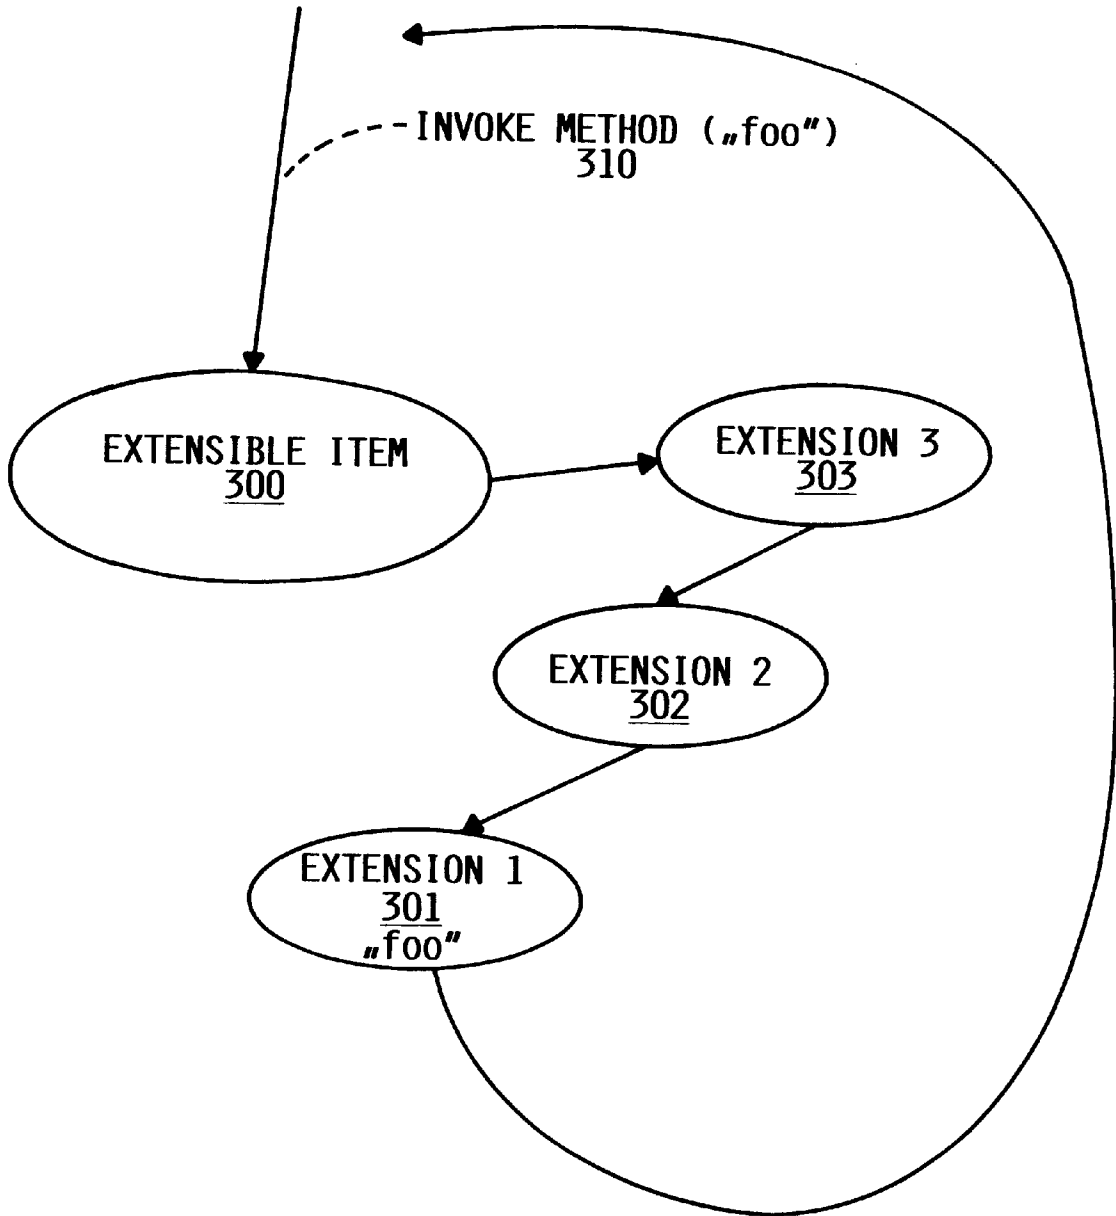 INVOKE METHOD („foo")
310
EXTENSIBLE ITEM
300
EXTENSION 3
303
EXTENSION 2
302
EXTENSION 1
301
„foo"